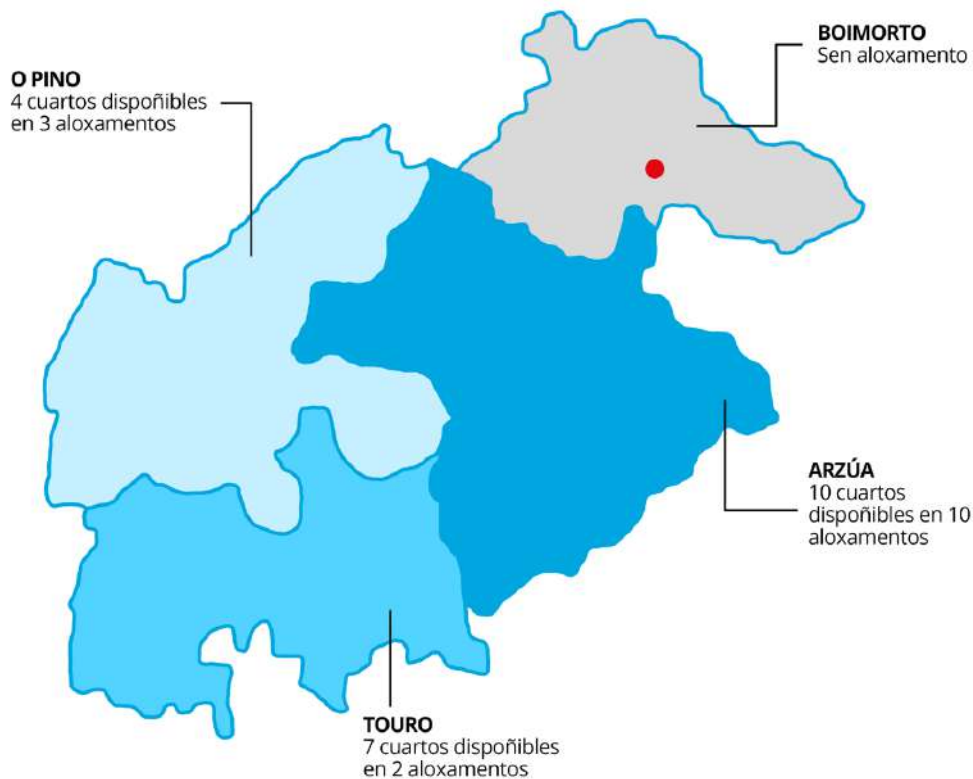 BOIMORTO
Sen aloxamento
O PINO
4 cuartos dispoñibles
en 3 aloxamentos
ARZÚA
10 cuartos
dispoñibles en 10
aloxamentos
TOURO
7 cuartos dispoñibles
en 2 aloxamentos